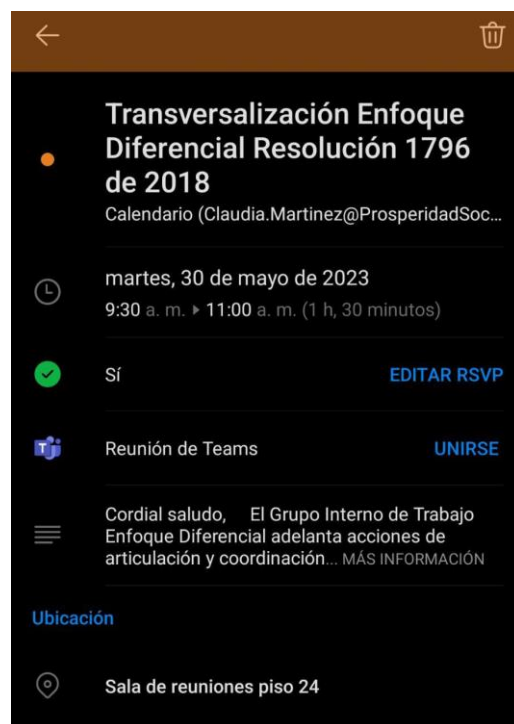 Transversalización Enfoque
Diferencial Resolución 1796
de 2018
Calendario (Claudia.Martinez@ProsperidadSoc...
martes, 30 de mayo de 2023
9:30 a. m. ▸ 11:00 a. m. (1 h, 30 minutos)
Sí EDITAR RSVP
Reunión de Teams UNIRSE
Cordial saludo, El Grupo Interno de Trabajo
Enfoque Diferencial adelanta acciones de
articulación y coordinación... MÁS INFORMACIÓN
Ubicación
Sala de reuniones piso 24